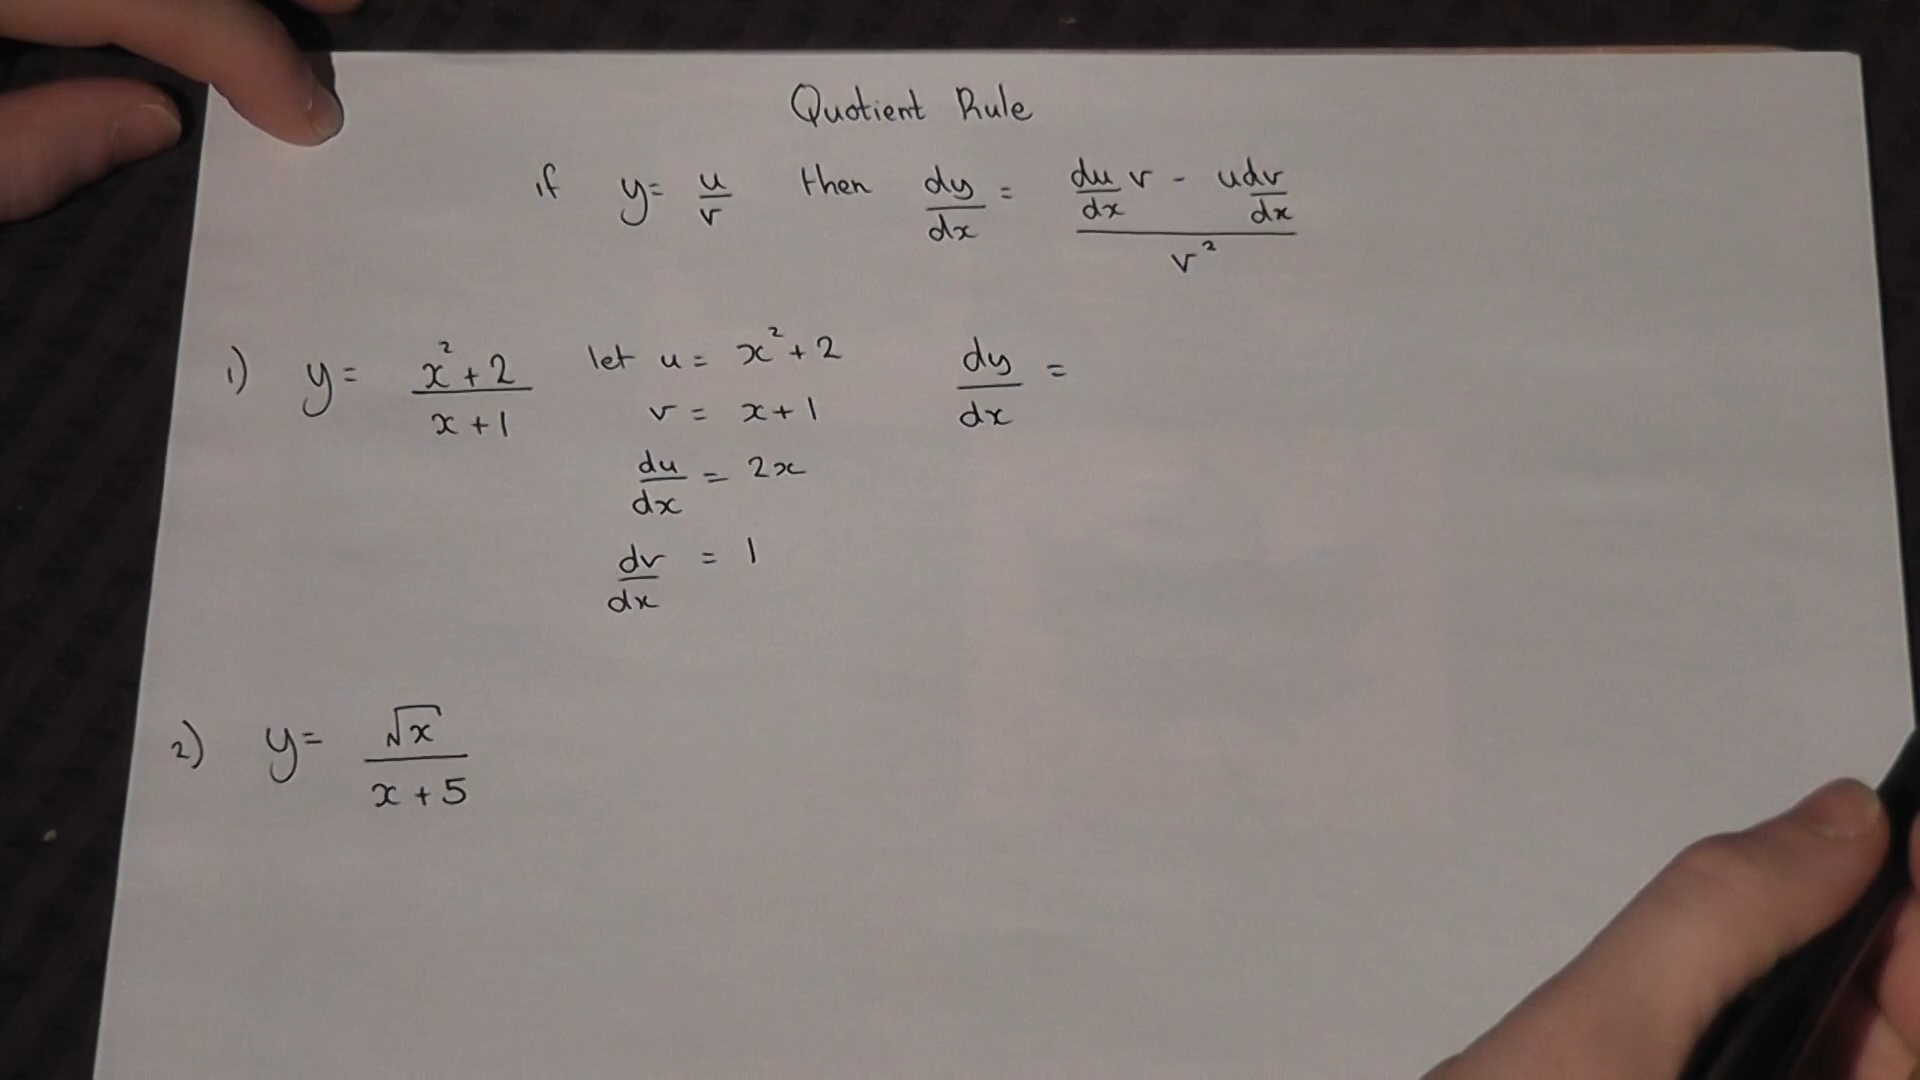 Quotient Rule
if y = u/v then dy/dx = (du/dx v - u dv/dx)/v²
1) y = (x² + 2)/(x + 1) let u = x² + 2 dy/dx =
v = x + 1
du/dx = 2x
dv/dx = 1
2) y = √x/(x + 5)